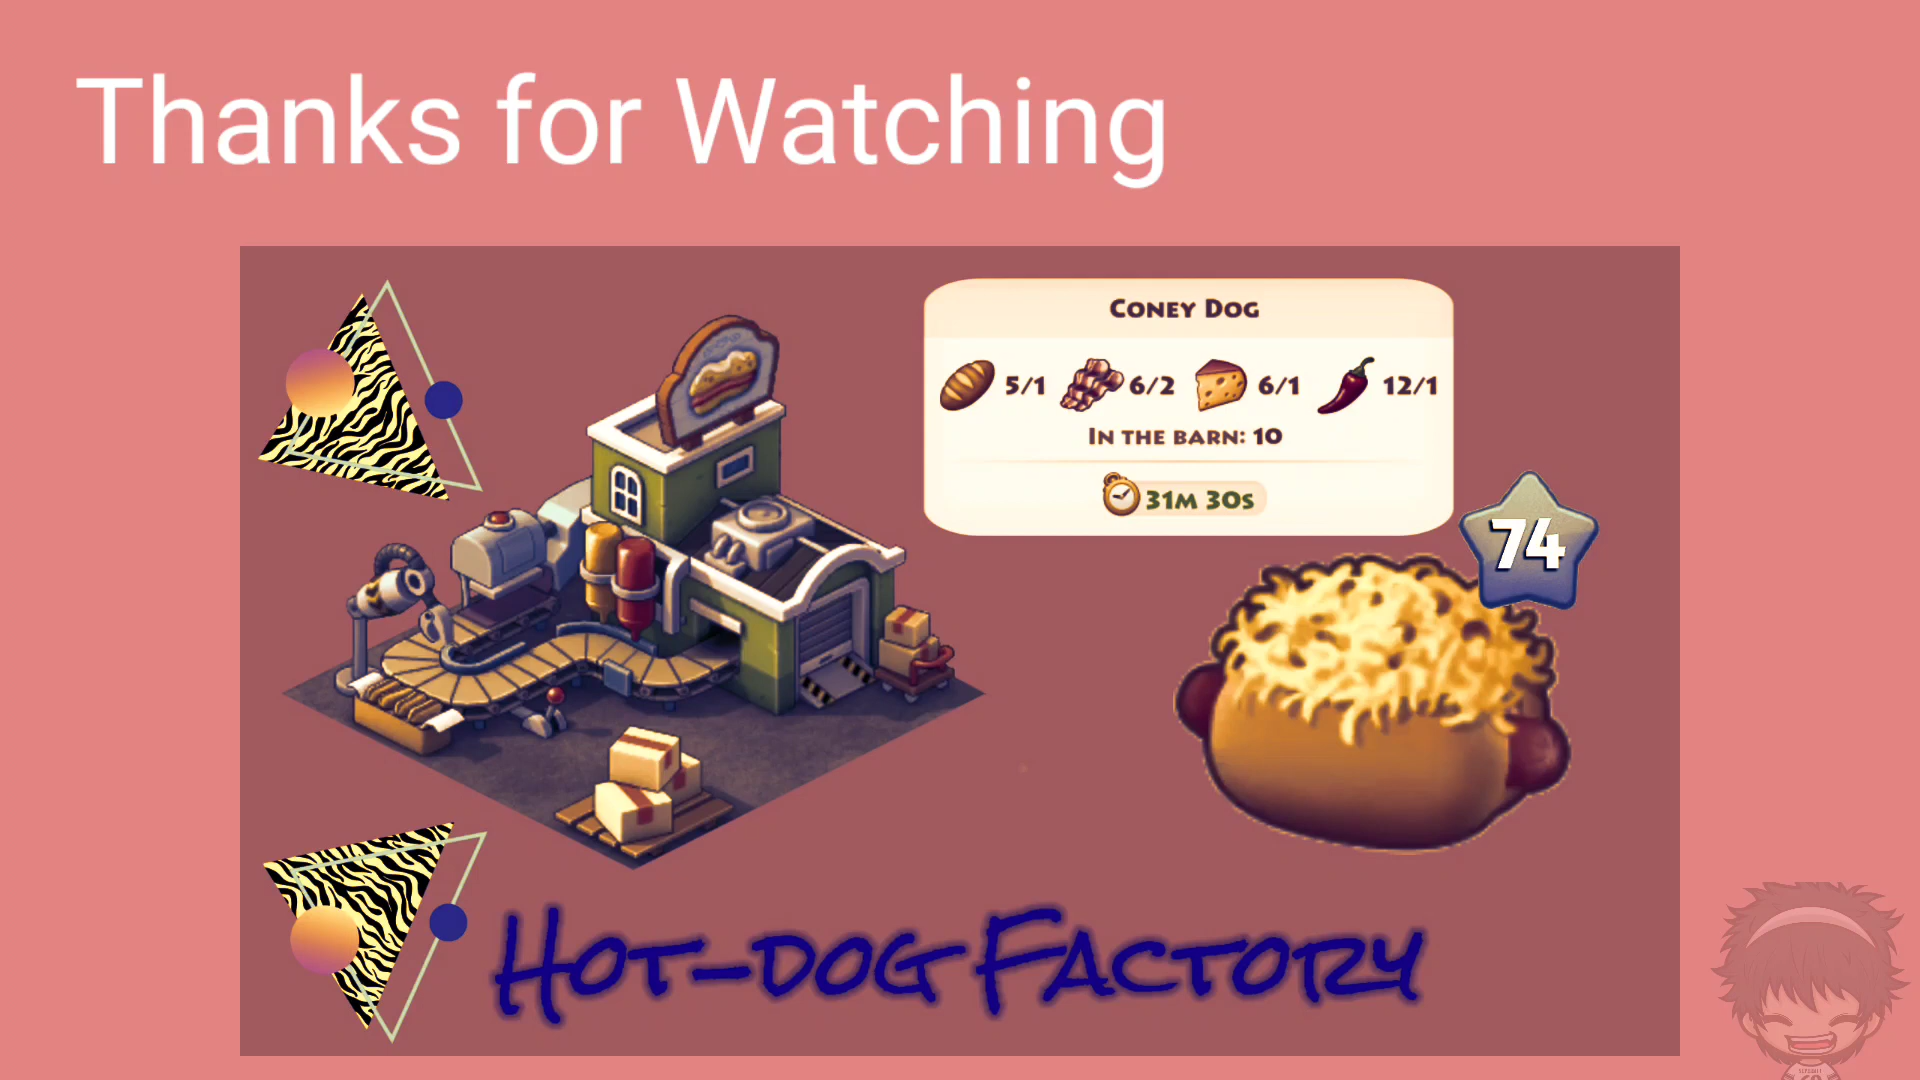 Thanks for Watching
Coney Dog
5/1 6/2 6/1 12/1
In the barn: 10
31m 30s
74
Hot-dog Factory